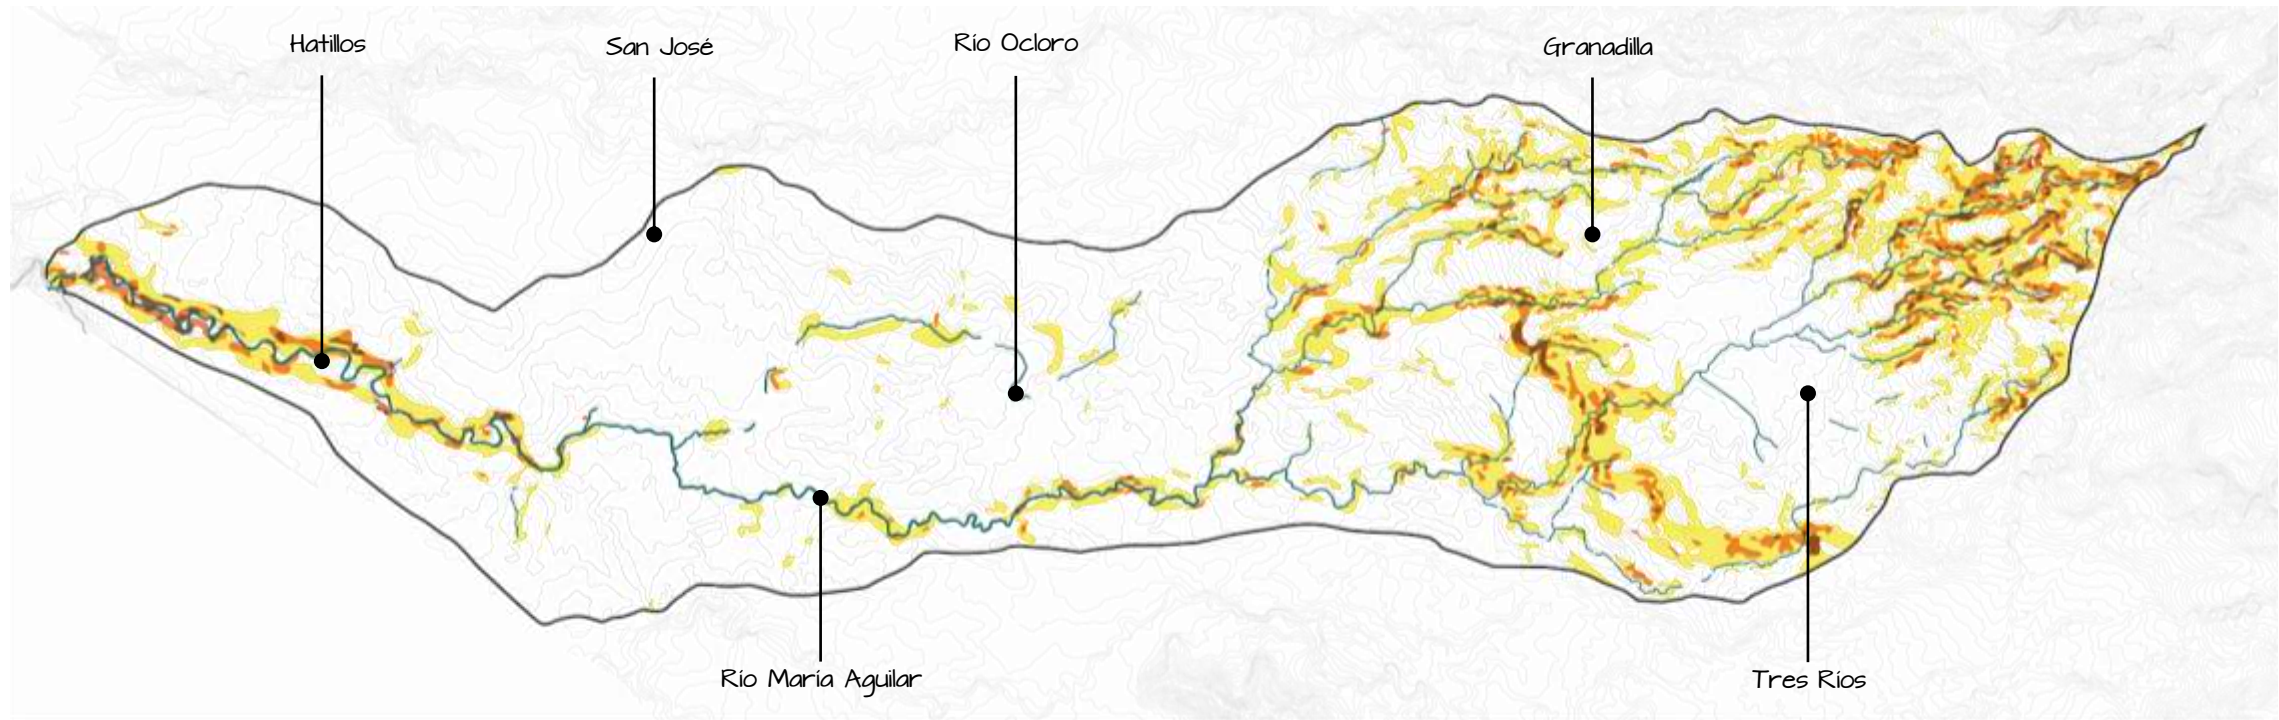 Hatillos
San José
Río Ocloro
Granadilla
Río María Aguilar
Tres Ríos